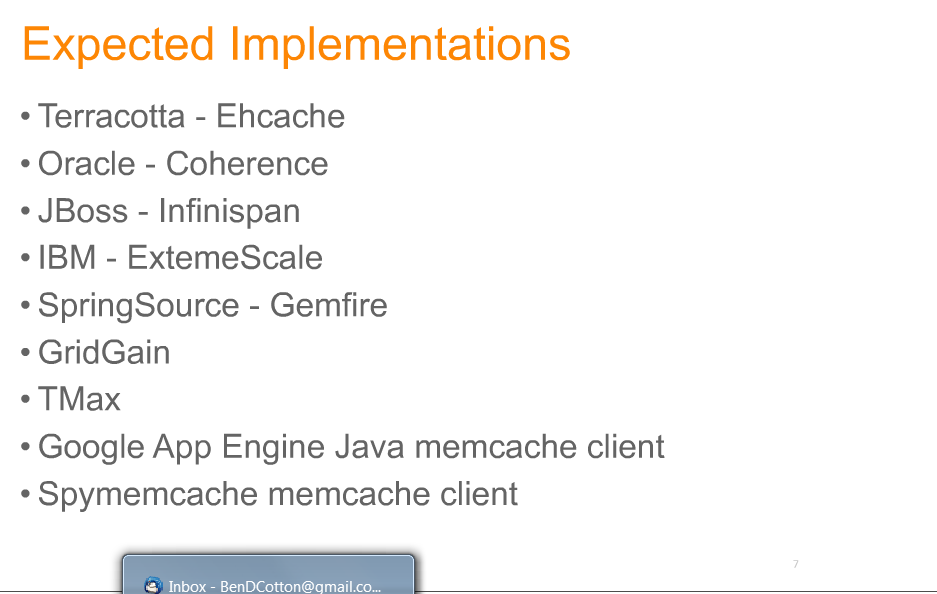 Expected Implementations
• Terracotta - Ehcache
• Oracle - Coherence
• JBoss - Infinispan
• IBM - ExtemeScale
• SpringSource - Gemfire
• GridGain
• TMax
• Google App Engine Java memcache client
• Spymemcache memcache client
7
Inbox - BenDCotton@gmail.co...